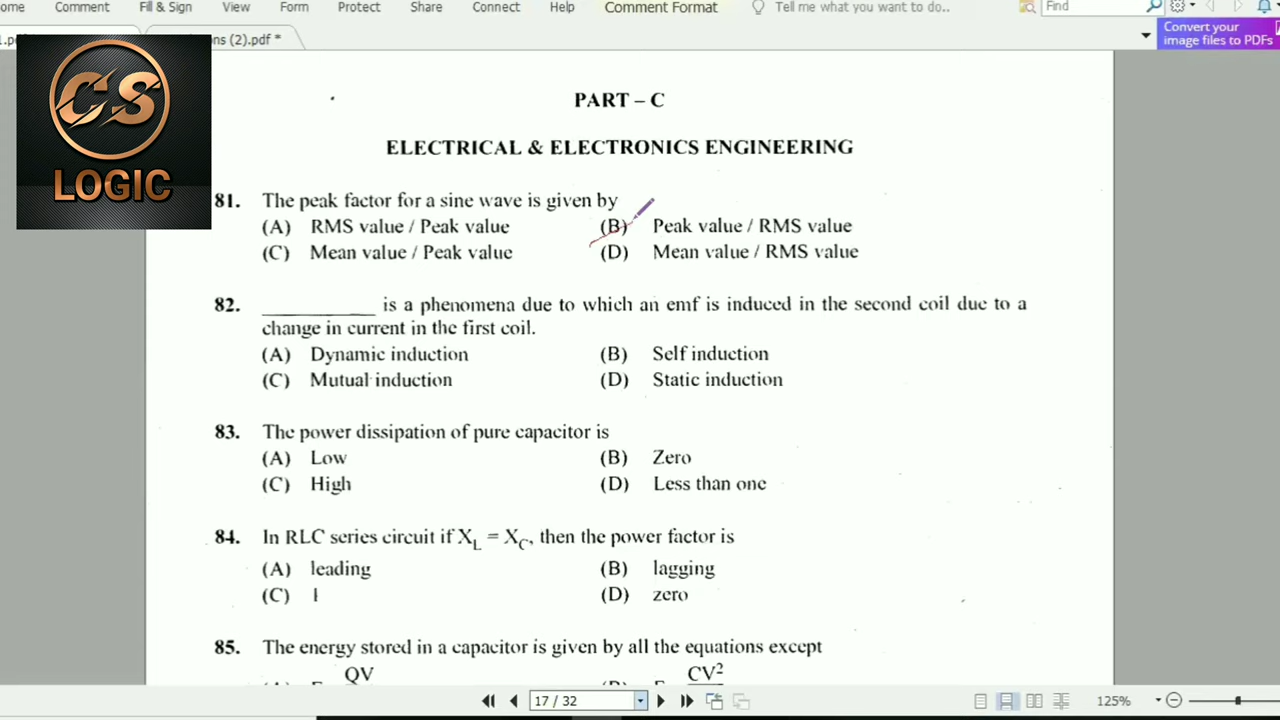 ome Comment Fill & Sign View Form Protect Share Connect Help Comment Format Tell me what you want to do.. Find
ons (2).pdf *
Convert your
image files to PDFs
CS
LOGIC
PART – C
ELECTRICAL & ELECTRONICS ENGINEERING
81. The peak factor for a sine wave is given by
(A) RMS value / Peak value (B) Peak value / RMS value
(C) Mean value / Peak value (D) Mean value / RMS value
82. __________ is a phenomena due to which an emf is induced in the second coil due to a
change in current in the first coil.
(A) Dynamic induction (B) Self induction
(C) Mutual induction (D) Static induction
83. The power dissipation of pure capacitor is
(A) Low (B) Zero
(C) High (D) Less than one
84. In RLC series circuit if X_L = X_C, then the power factor is
(A) leading (B) lagging
(C) 1 (D) zero
85. The energy stored in a capacitor is given by all the equations except
QV CV²
17 / 32 125%